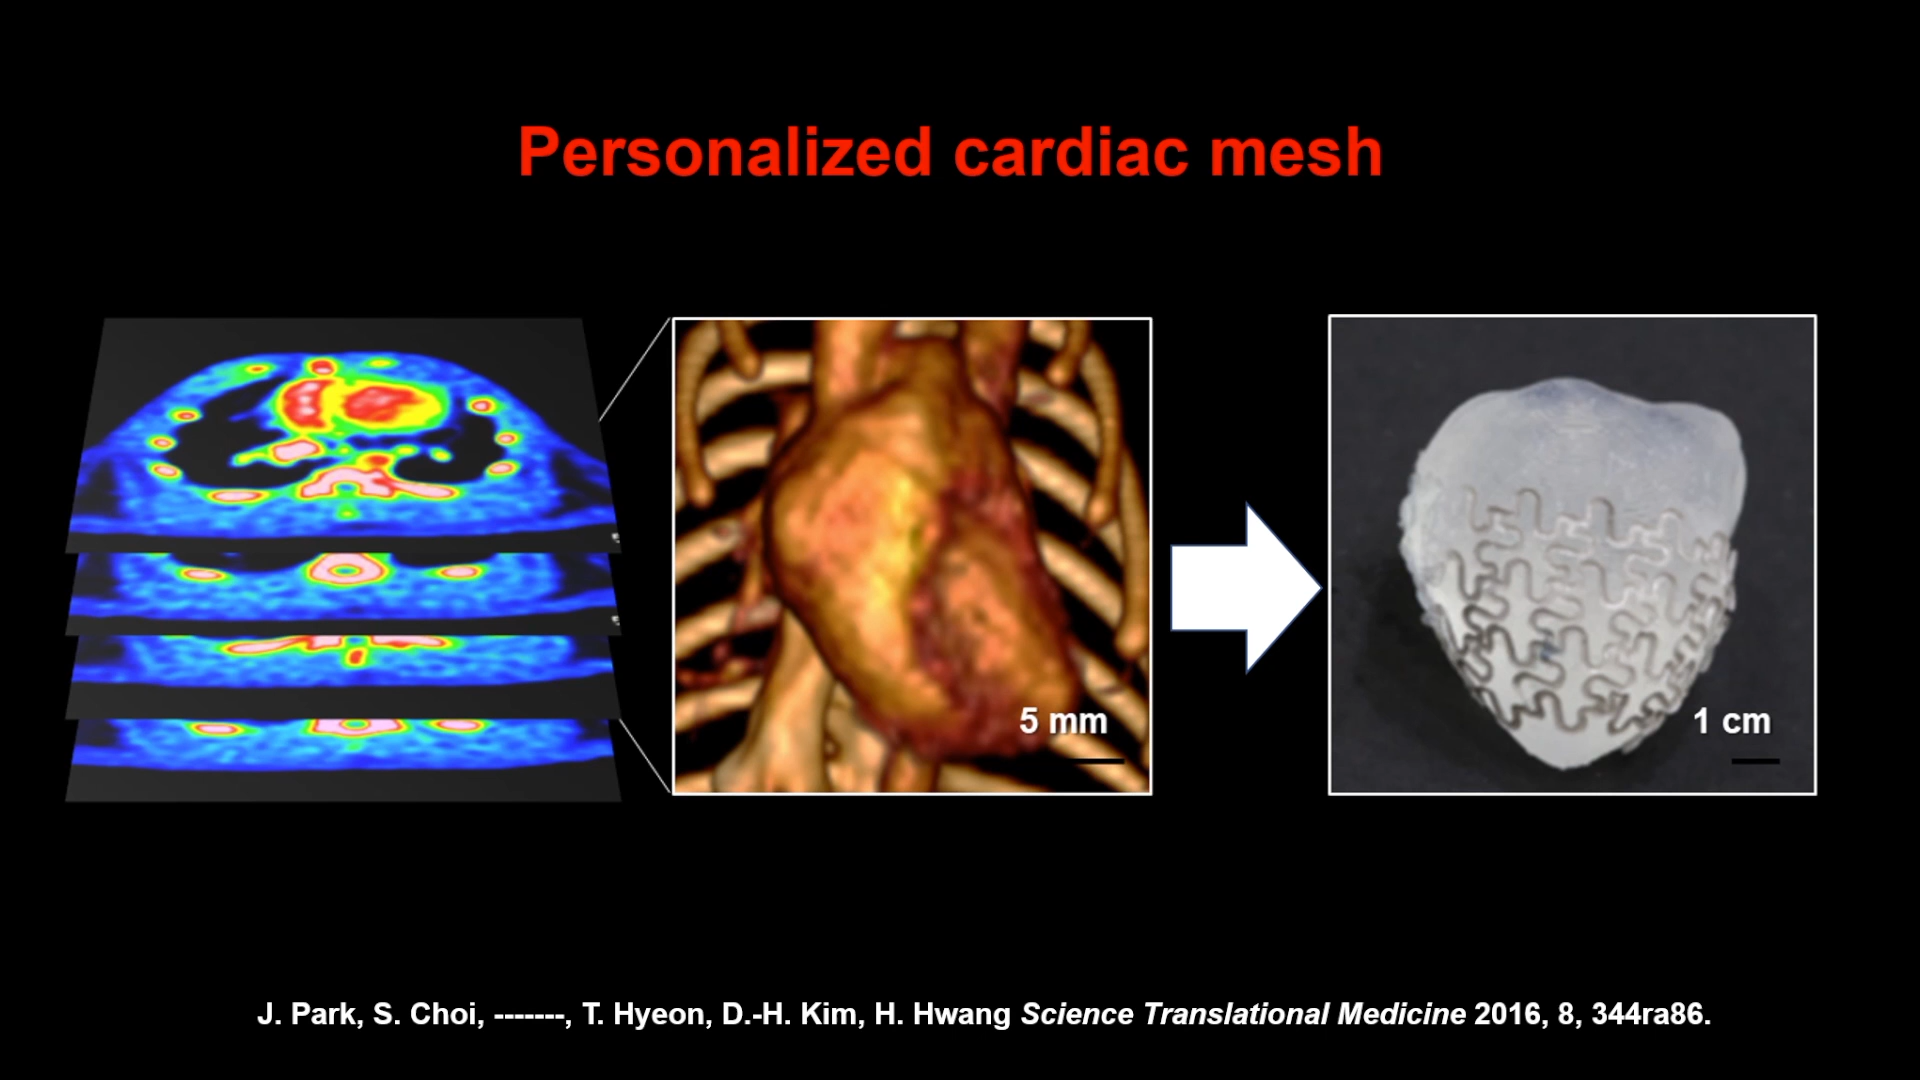 Personalized cardiac mesh
5 mm
1 cm
J. Park, S. Choi, -------, T. Hyeon, D.-H. Kim, H. Hwang Science Translational Medicine 2016, 8, 344ra86.